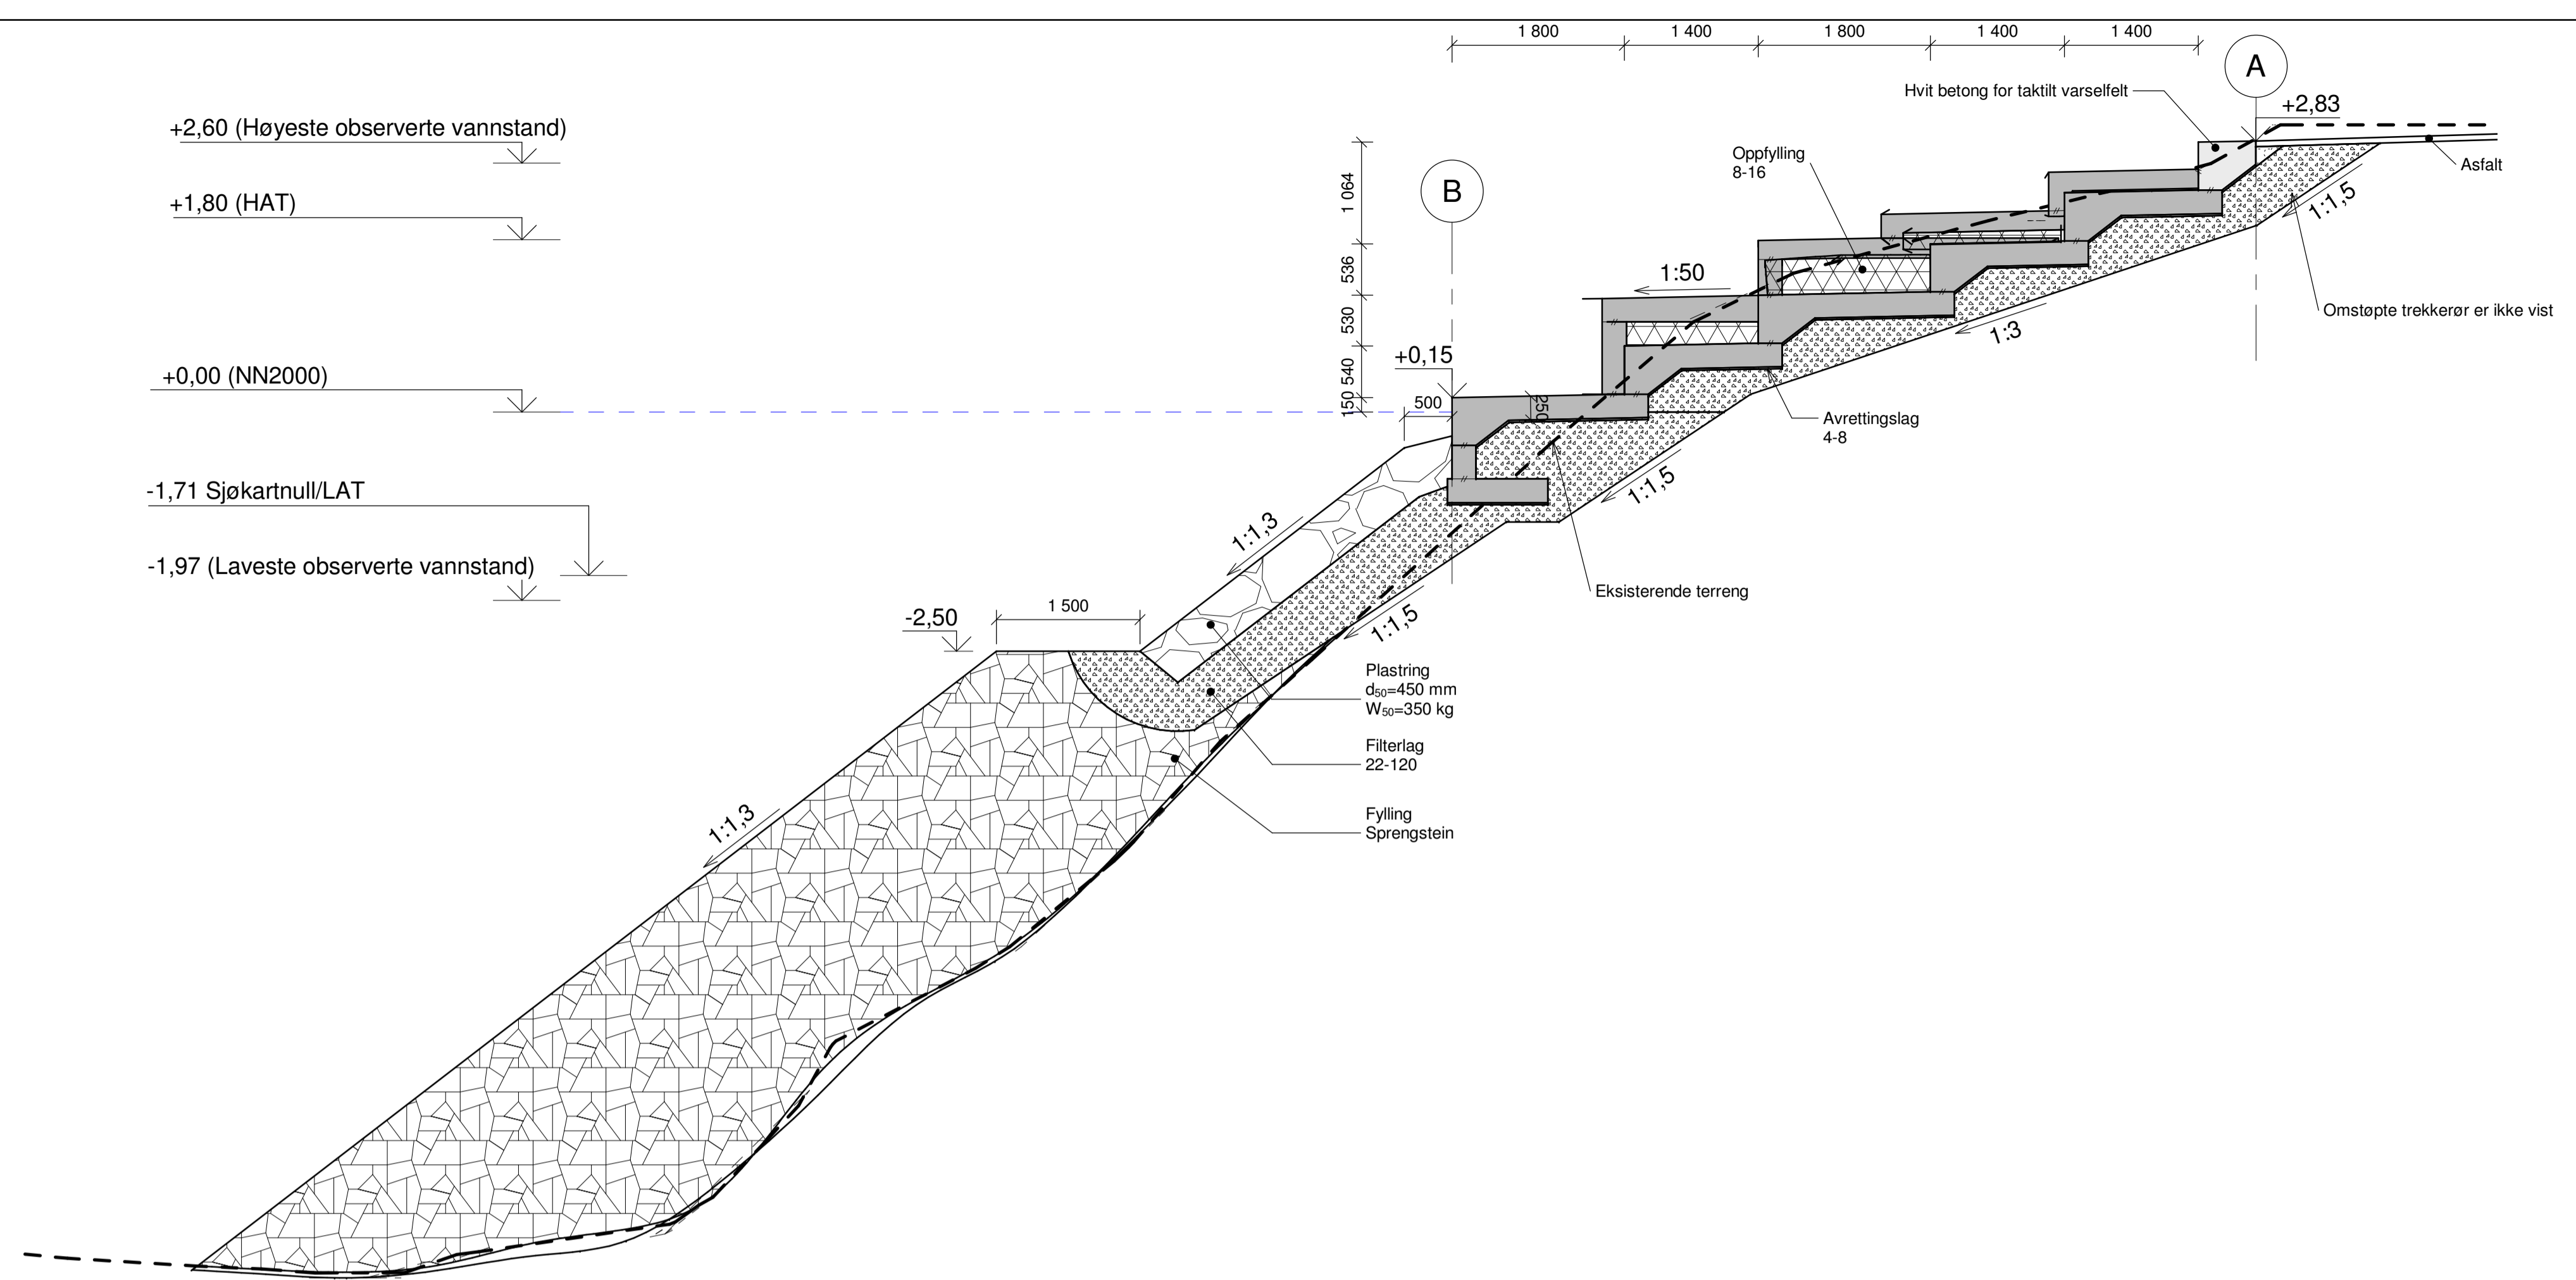 1 800
1 400
1 800
1 400
1 400
A
Hvit betong for taktilt varselfelt
+2,83
+2,60 (Høyeste observerte vannstand)
Oppfylling
8-16
Asfalt
+1,80 (HAT)
B
1 064
1:1,5
536
1:50
530
1:3
Omstøpte trekkerør er ikke vist
+0,15
+0,00 (NN2000)
540
150
500
250
Avrettingslag
4-8
-1,71 Sjøkartnull/LAT
1:1,5
1:1,3
-1,97 (Laveste observerte vannstand)
Eksisterende terreng
1 500
-2,50
1:1,5
Plastring
d₅₀=450 mm
W₅₀=350 kg
Filterlag
22-120
Fylling
Sprengstein
1:1,3